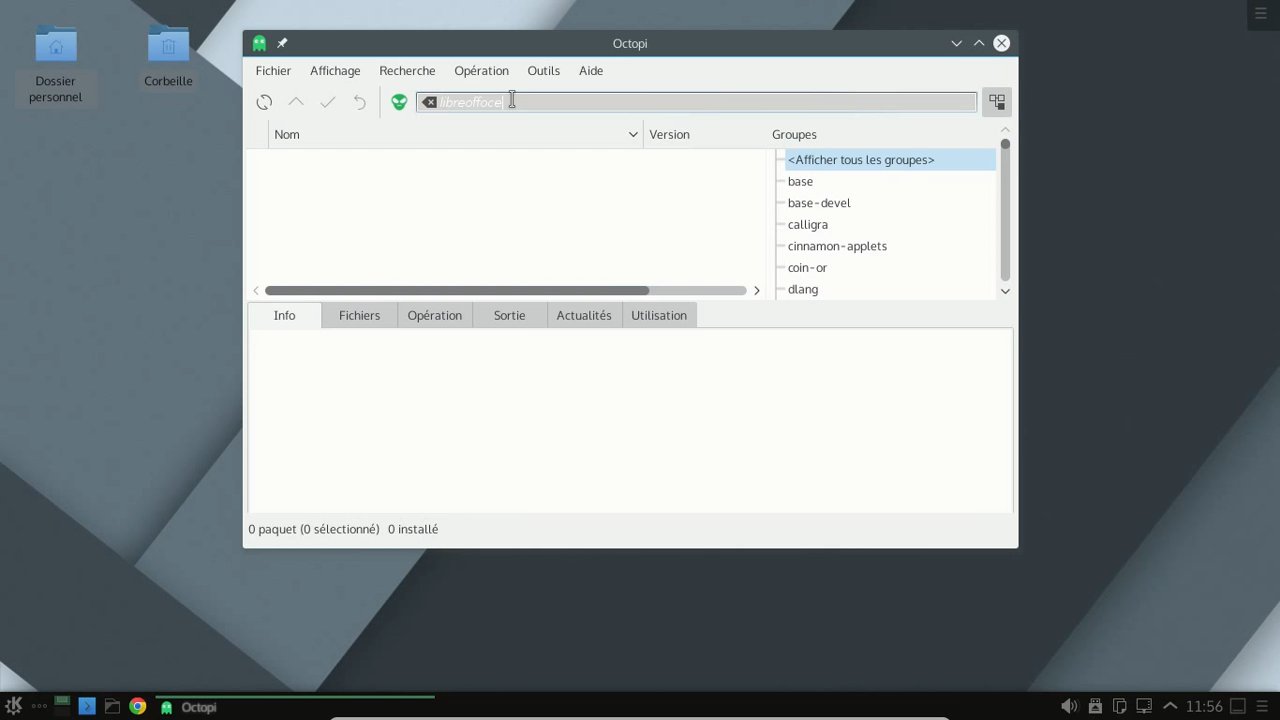 Dossier
personnel
Corbeille
Octopi
Fichier Affichage Recherche Opération Outils Aide
libreoffoce
Nom Version Groupes
<Afficher tous les groupes>
base
base-devel
calligra
cinnamon-applets
coin-or
dlang
Info Fichiers Opération Sortie Actualités Utilisation
0 paquet (0 sélectionné) 0 installé
Octopi
11:56